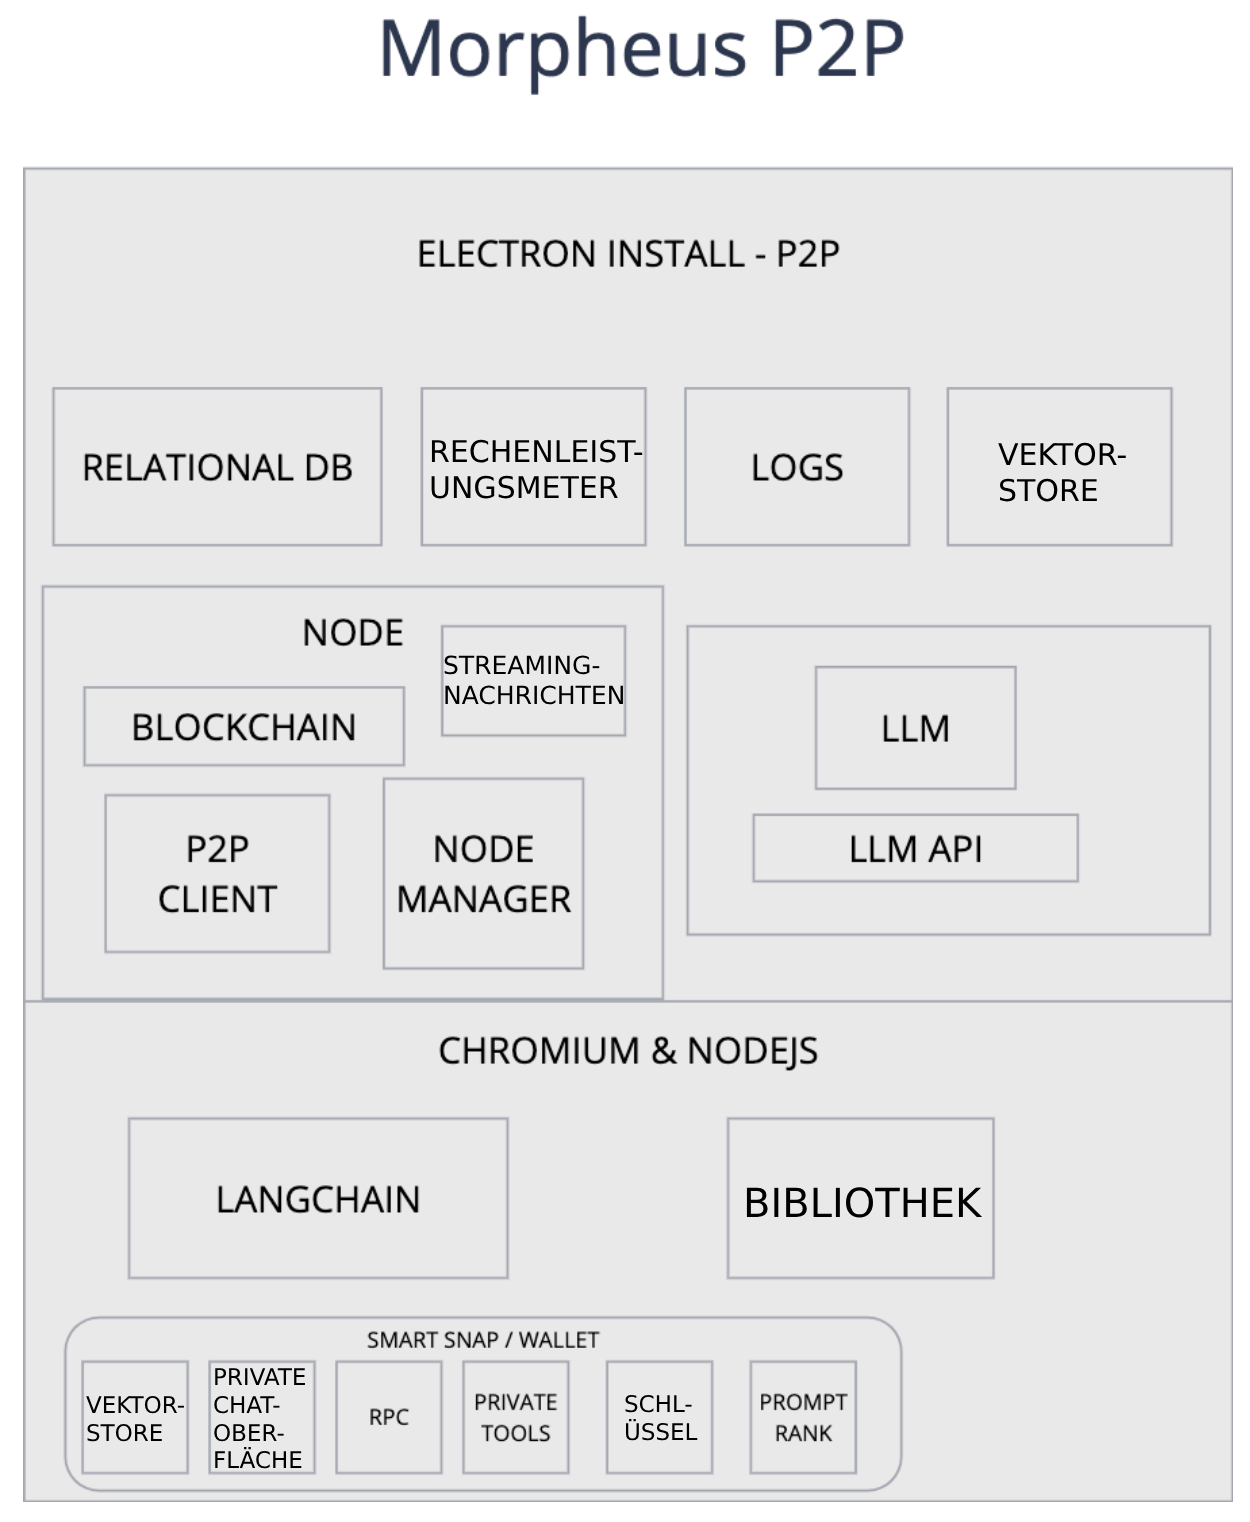 Morpheus P2P
ELECTRON INSTALL - P2P
RELATIONAL DB
RECHENLEIST-
UNGSMETER
LOGS
VEKTOR-
STORE
NODE
STREAMING-
NACHRICHTEN
BLOCKCHAIN
P2P
CLIENT
NODE
MANAGER
LLM
LLM API
CHROMIUM & NODEJS
LANGCHAIN
BIBLIOTHEK
SMART SNAP / WALLET
VEKTOR-
STORE
PRIVATE
CHAT-
OBER-
FLÄCHE
RPC
PRIVATE
TOOLS
SCHL-
ÜSSEL
PROMPT
RANK